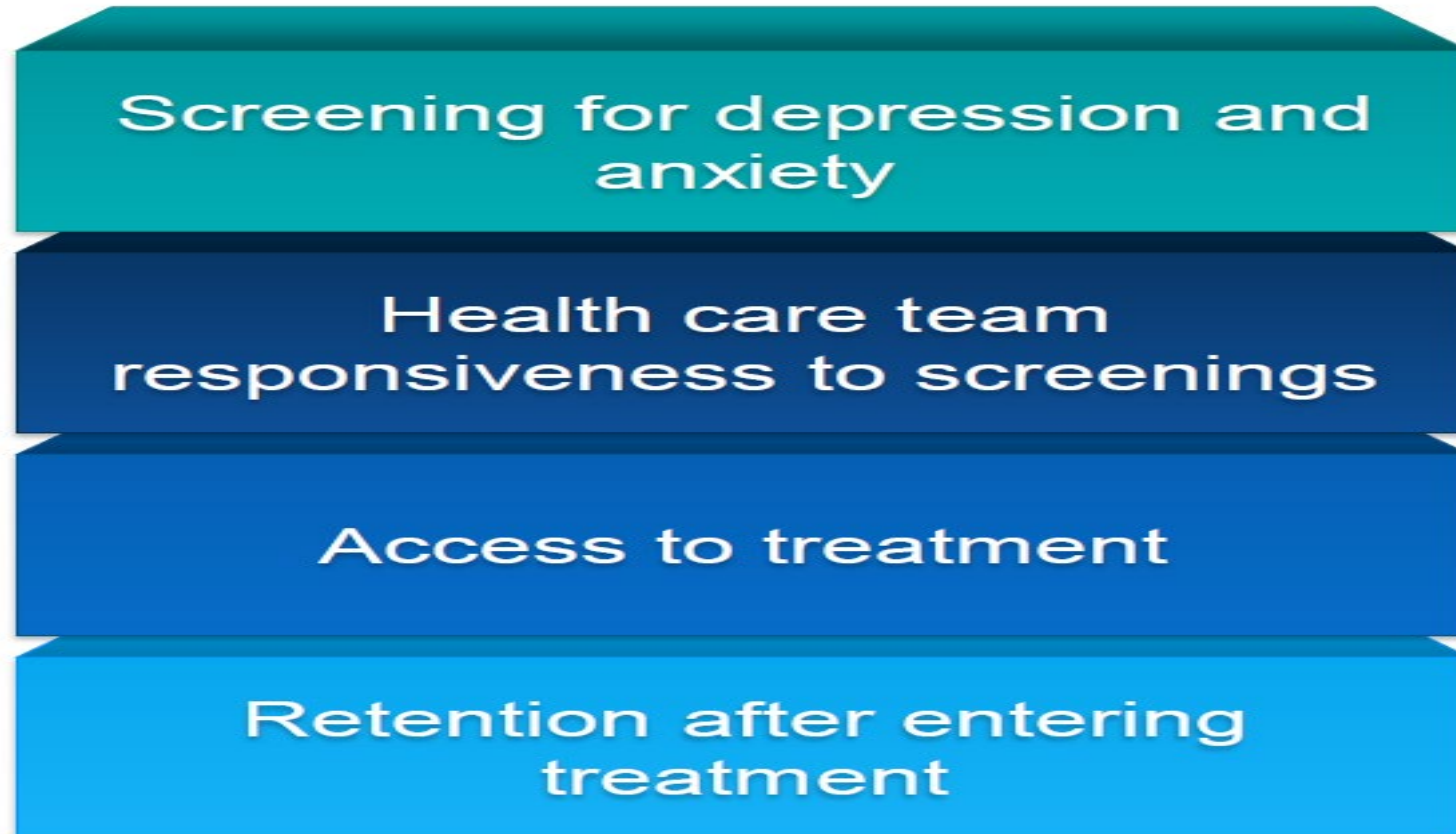 Screening for depression and
anxiety
Health care team
responsiveness to screenings
Access to treatment
Retention after entering
treatment